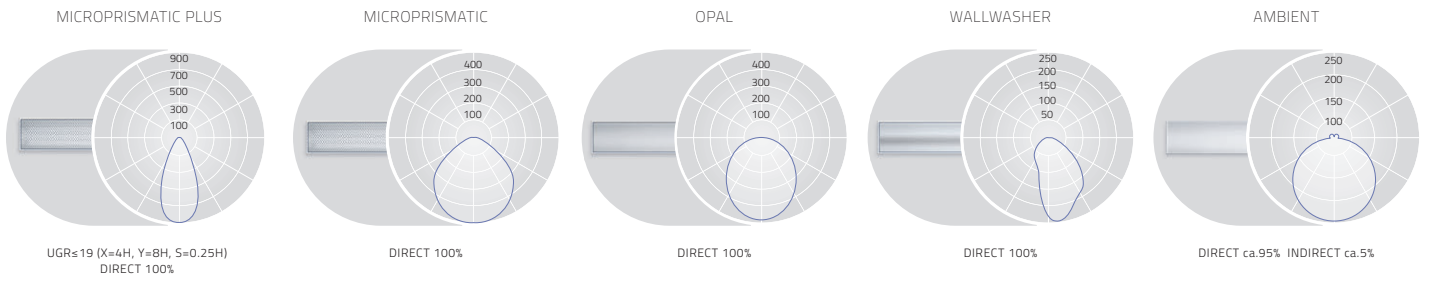 MICROPRISMATIC PLUS
900
700
500
300
100
UGR≤19 (X=4H, Y=8H, S=0.25H)
DIRECT 100%
MICROPRISMATIC
400
300
200
100
DIRECT 100%
OPAL
400
300
200
100
DIRECT 100%
WALLWASHER
250
200
150
100
50
DIRECT 100%
AMBIENT
250
200
150
100
DIRECT ca.95% INDIRECT ca.5%